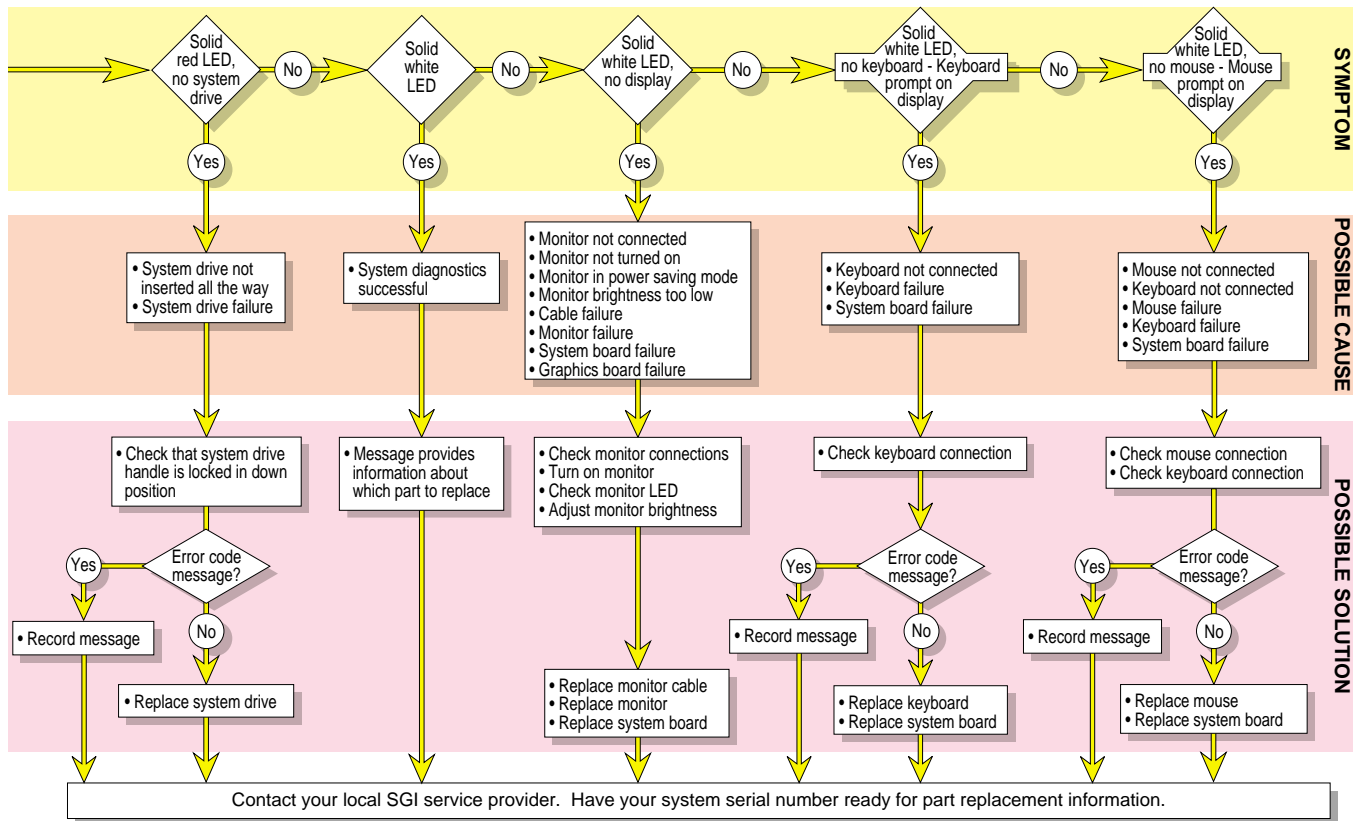 Solid
red LED,
no system
drive
No
Solid
white
LED
No
Solid
white LED,
no display
No
Solid
white LED,
no keyboard - Keyboard
prompt on
display
No
Solid
white LED,
no mouse - Mouse
prompt on
display
SYMPTOM
Yes
Yes
Yes
Yes
Yes
• System drive not
inserted all the way
• System drive failure
• System diagnostics
successful
• Monitor not connected
• Monitor not turned on
• Monitor in power saving mode
• Monitor brightness too low
• Cable failure
• Monitor failure
• System board failure
• Graphics board failure
• Keyboard not connected
• Keyboard failure
• System board failure
• Mouse not connected
• Keyboard not connected
• Mouse failure
• Keyboard failure
• System board failure
POSSIBLE CAUSE
• Check that system drive
handle is locked in down
position
• Message provides
information about
which part to replace
• Check monitor connections
• Turn on monitor
• Check monitor LED
• Adjust monitor brightness
• Check keyboard connection
• Check mouse connection
• Check keyboard connection
POSSIBLE SOLUTION
Yes
Error code
message?
Yes
Error code
message?
Yes
Error code
message?
• Record message
No
• Record message
No
• Record message
No
• Replace system drive
• Replace monitor cable
• Replace monitor
• Replace system board
• Replace keyboard
• Replace system board
• Replace mouse
• Replace system board
Contact your local SGI service provider. Have your system serial number ready for part replacement information.